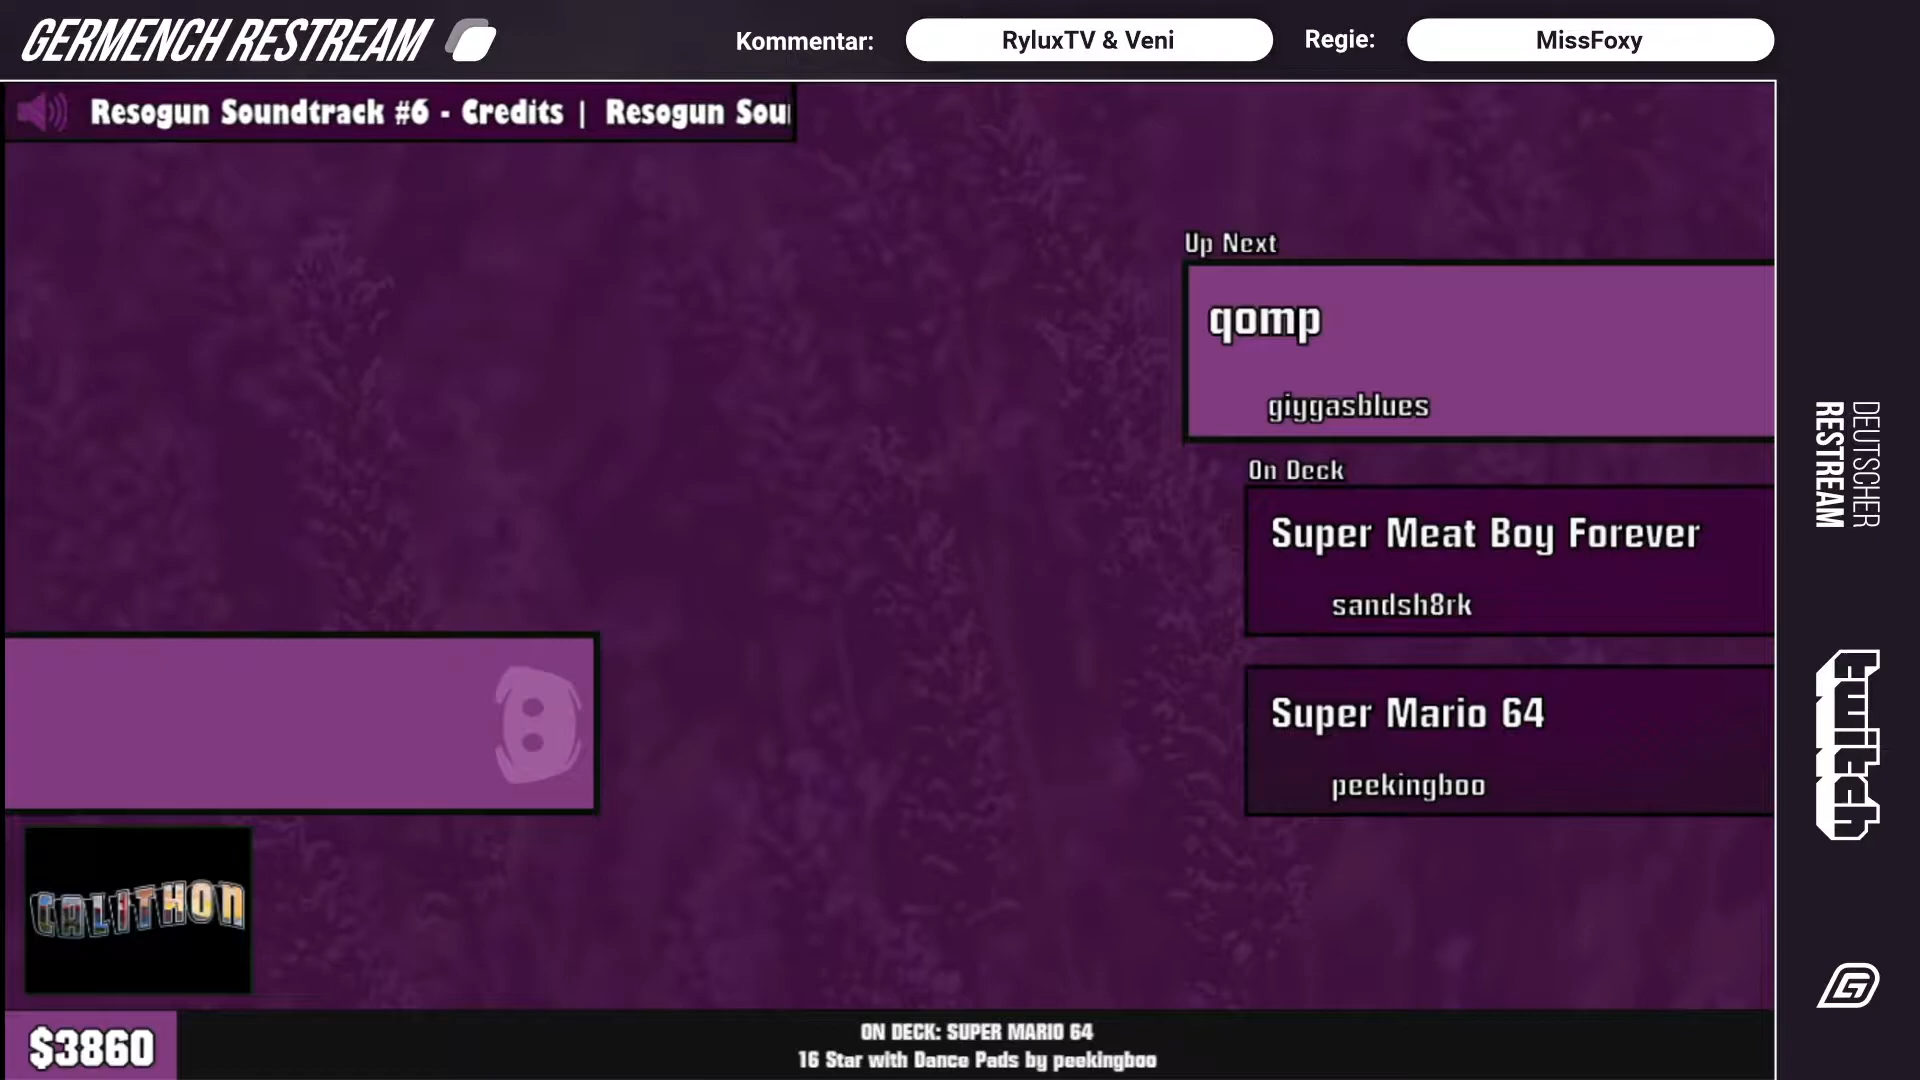 GERMENCH RESTREAM
Kommentar:
RyluxTV & Veni
Regie:
MissFoxy
Resogun Soundtrack #6 - Credits | Resogun Sou
Up Next
qomp
giygasblues
On Deck
Super Meat Boy Forever
sandsh8rk
Super Mario 64
peekingboo
DEUTSCHER
RESTREAM
twitch
CALITHON
$3860
ON DECK: SUPER MARIO 64
16 Star with Dance Pads by peekingboo